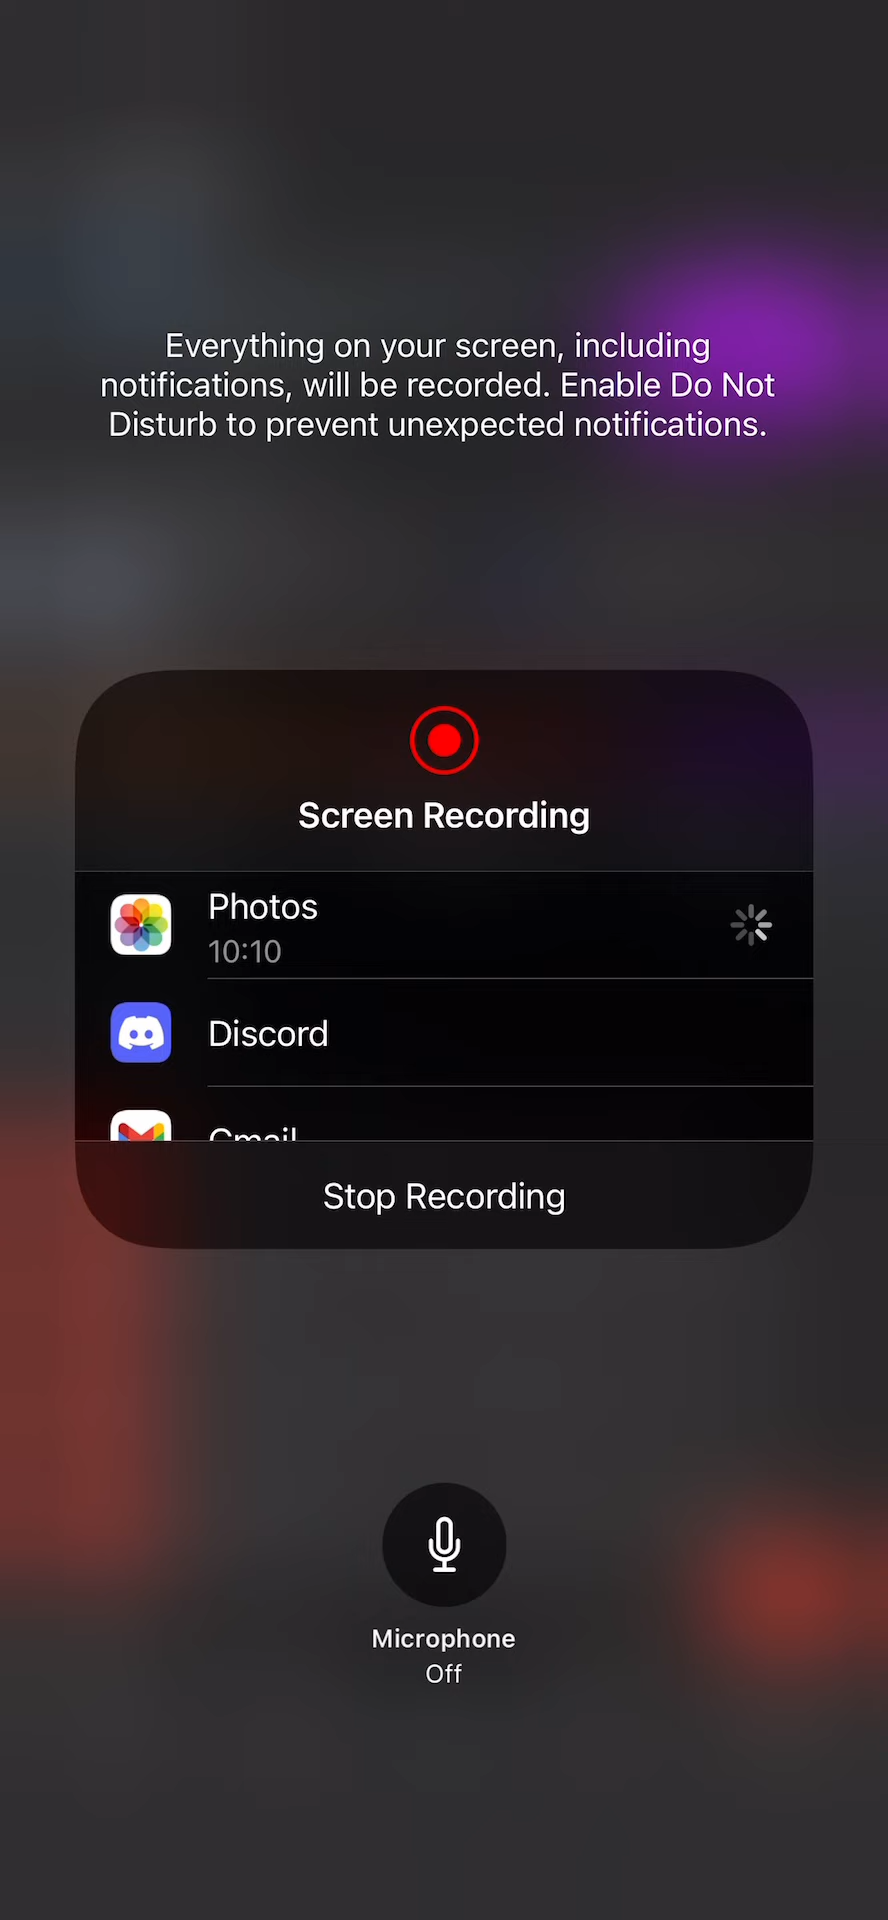 Everything on your screen, including
notifications, will be recorded. Enable Do Not
Disturb to prevent unexpected notifications.
Screen Recording
Photos
10:10
Discord
Gmail
Stop Recording
Microphone
Off